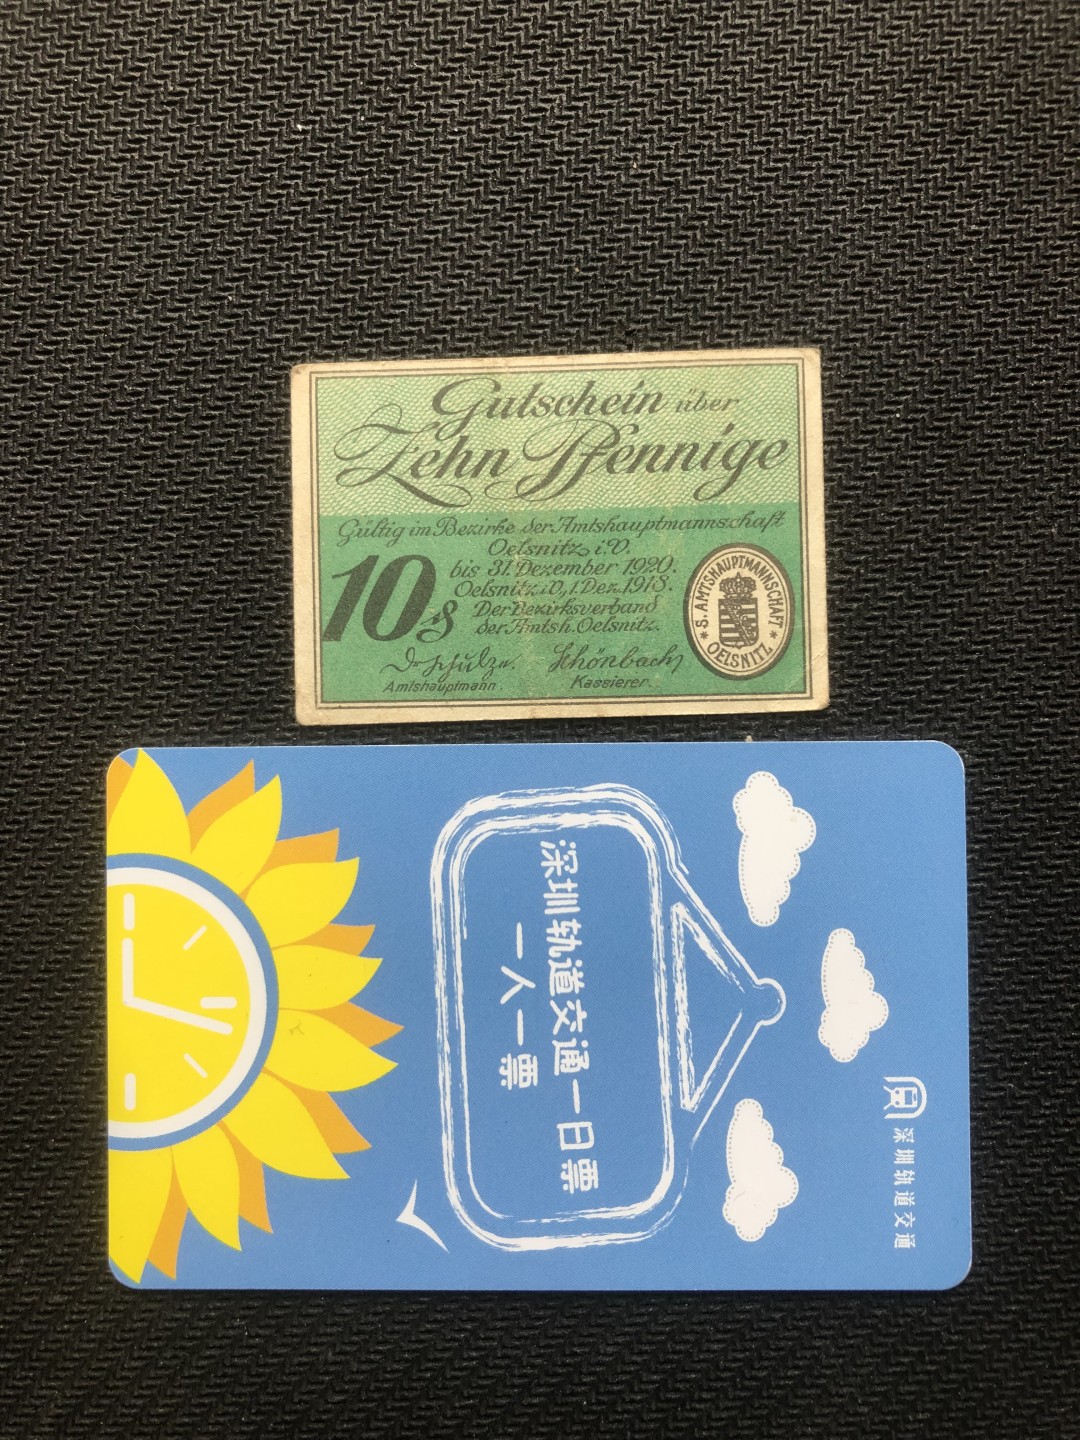 Gutschein über
Zehn Pfennige
Gültig im Bezirke der Amtshauptmannschaft
Oelsnitz i.V.
bis 31. Dezember 1920.
Oelsnitz i.V., 1. Dez. 1918.
Der Bezirksverband
der Amtsh. Oelsnitz.
10 ₰
Dr Schulze. Schönbach
Amtshauptmann. Kassierer.
* S. AMTSHAUPTMANNSCHAFT *
OELSNITZ
深圳轨道交通
深圳轨道交通一日票
一人一票